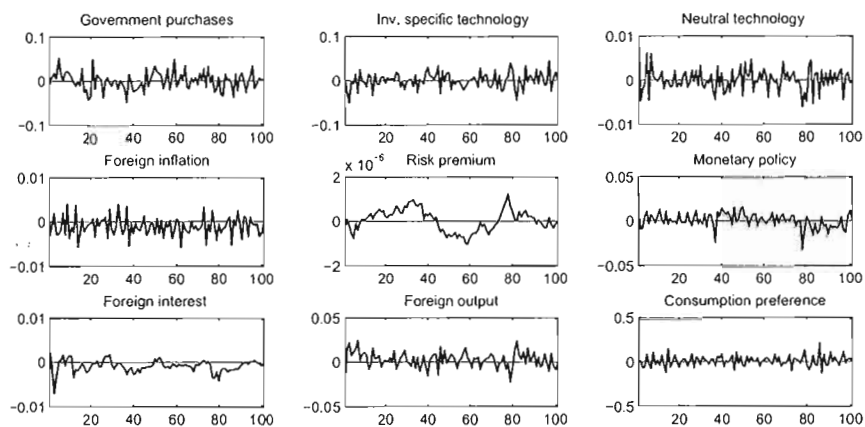 Government purchases
Inv. specific technology
Neutral technology
0.1
0
−0.1
20 40 60 80 100
0.1
0
−0.1
20 40 60 80 100
0.01
0
−0.01
20 40 60 80 100
Foreign inflation
Risk premium
Monetary policy
0.01
0
−0.01
20 40 60 80 100
x 10⁻⁶
2
0
−2
20 40 60 80 100
0.05
0
−0.05
20 40 60 80 100
Foreign interest
Foreign output
Consumption preference
0.01
0
−0.01
20 40 60 80 100
0.05
0
−0.05
20 40 60 80 100
0.5
0
−0.5
20 40 60 80 100